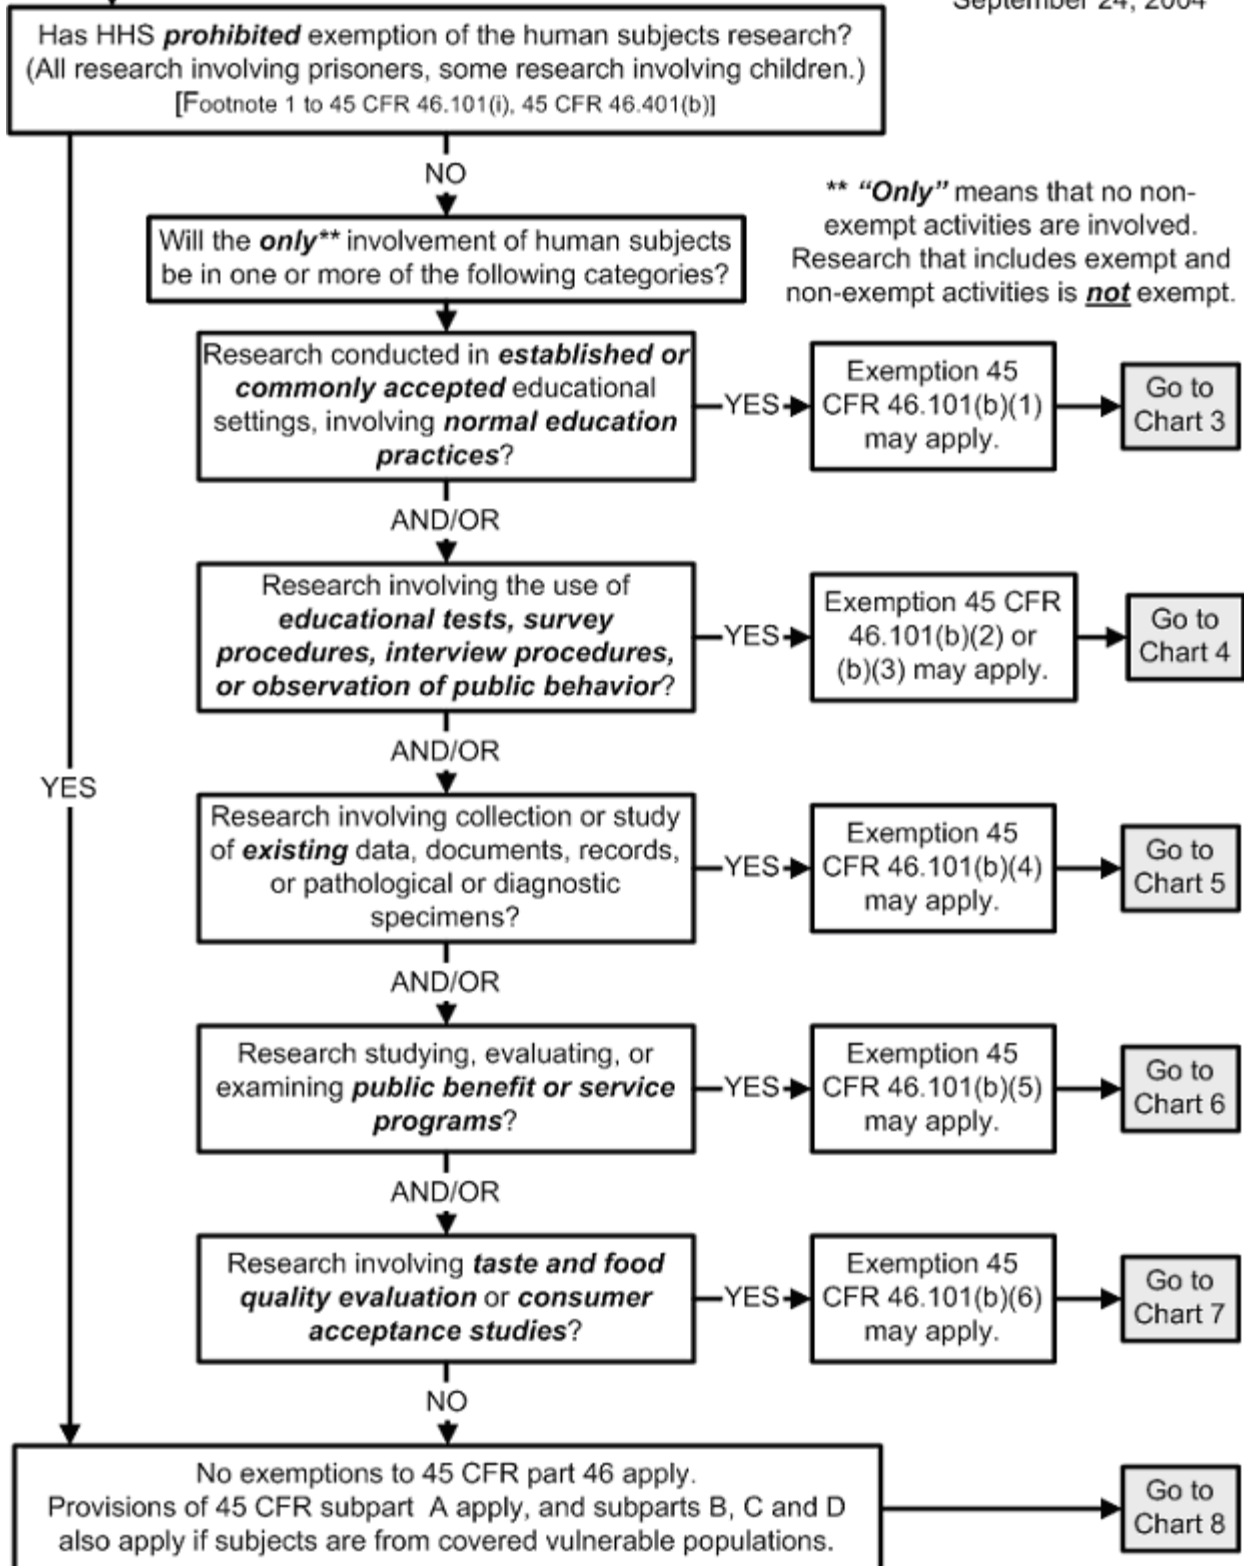 September 24, 2004
Has HHS prohibited exemption of the human subjects research?
(All research involving prisoners, some research involving children.)
[Footnote 1 to 45 CFR 46.101(i), 45 CFR 46.401(b)]
NO
** “Only” means that no non-
exempt activities are involved.
Research that includes exempt and
non-exempt activities is not exempt.
Will the only** involvement of human subjects
be in one or more of the following categories?
Research conducted in established or
commonly accepted educational
settings, involving normal education
practices?
YES
Exemption 45
CFR 46.101(b)(1)
may apply.
Go to
Chart 3
AND/OR
Research involving the use of
educational tests, survey
procedures, interview procedures,
or observation of public behavior?
YES
Exemption 45 CFR
46.101(b)(2) or
(b)(3) may apply.
Go to
Chart 4
AND/OR
YES
Research involving collection or study
of existing data, documents, records,
or pathological or diagnostic
specimens?
YES
Exemption 45
CFR 46.101(b)(4)
may apply.
Go to
Chart 5
AND/OR
Research studying, evaluating, or
examining public benefit or service
programs?
YES
Exemption 45
CFR 46.101(b)(5)
may apply.
Go to
Chart 6
AND/OR
Research involving taste and food
quality evaluation or consumer
acceptance studies?
YES
Exemption 45
CFR 46.101(b)(6)
may apply.
Go to
Chart 7
NO
No exemptions to 45 CFR part 46 apply.
Provisions of 45 CFR subpart A apply, and subparts B, C and D
also apply if subjects are from covered vulnerable populations.
Go to
Chart 8